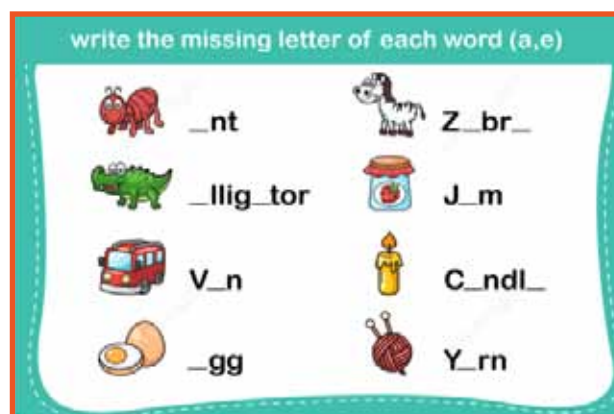 write the missing letter of each word (a,e)
_nt
Z_br_
_llig_tor
J_m
V_n
C_ndl_
_gg
Y_rn